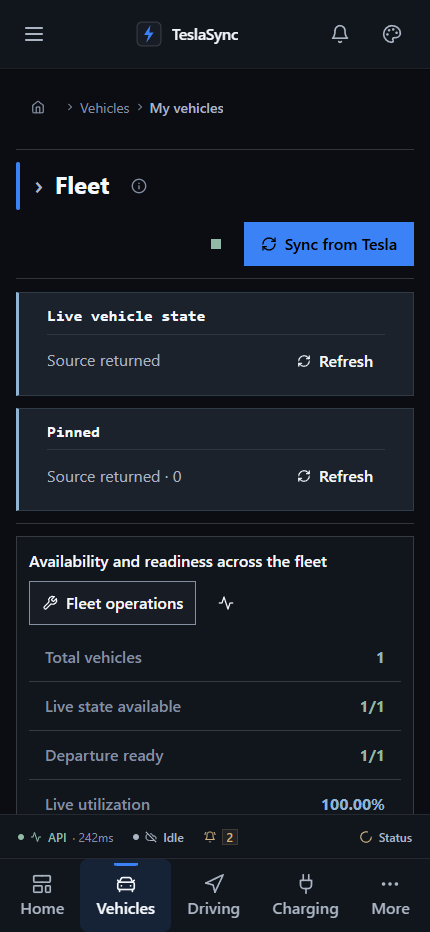 TeslaSync
Vehicles › My vehicles
Fleet
Sync from Tesla
Live vehicle state
Source returned
Refresh
Pinned
Source returned · 0
Refresh
Availability and readiness across the fleet
Fleet operations
Total vehicles 1
Live state available 1/1
Departure ready 1/1
Live utilization 100.00%
API · 242ms Idle 2 Status
Home Vehicles Driving Charging More